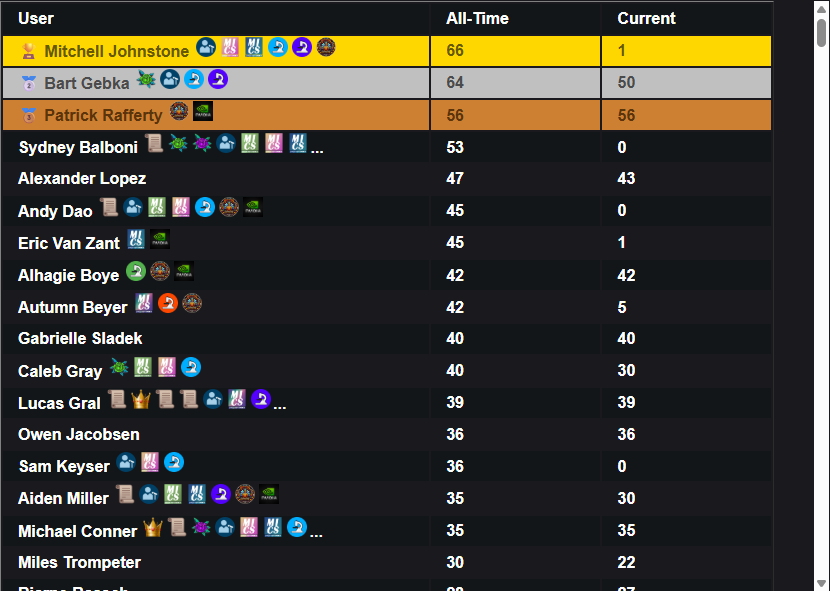 User All-Time Current
Mitchell Johnstone 66 1
Bart Gebka 64 50
Patrick Rafferty 56 56
Sydney Balboni ... 53 0
Alexander Lopez 47 43
Andy Dao 45 0
Eric Van Zant 45 1
Alhagie Boye 42 42
Autumn Beyer 42 5
Gabrielle Sladek 40 40
Caleb Gray 40 30
Lucas Gral ... 39 39
Owen Jacobsen 36 36
Sam Keyser 36 0
Aiden Miller 35 30
Michael Conner ... 35 35
Miles Trompeter 30 22